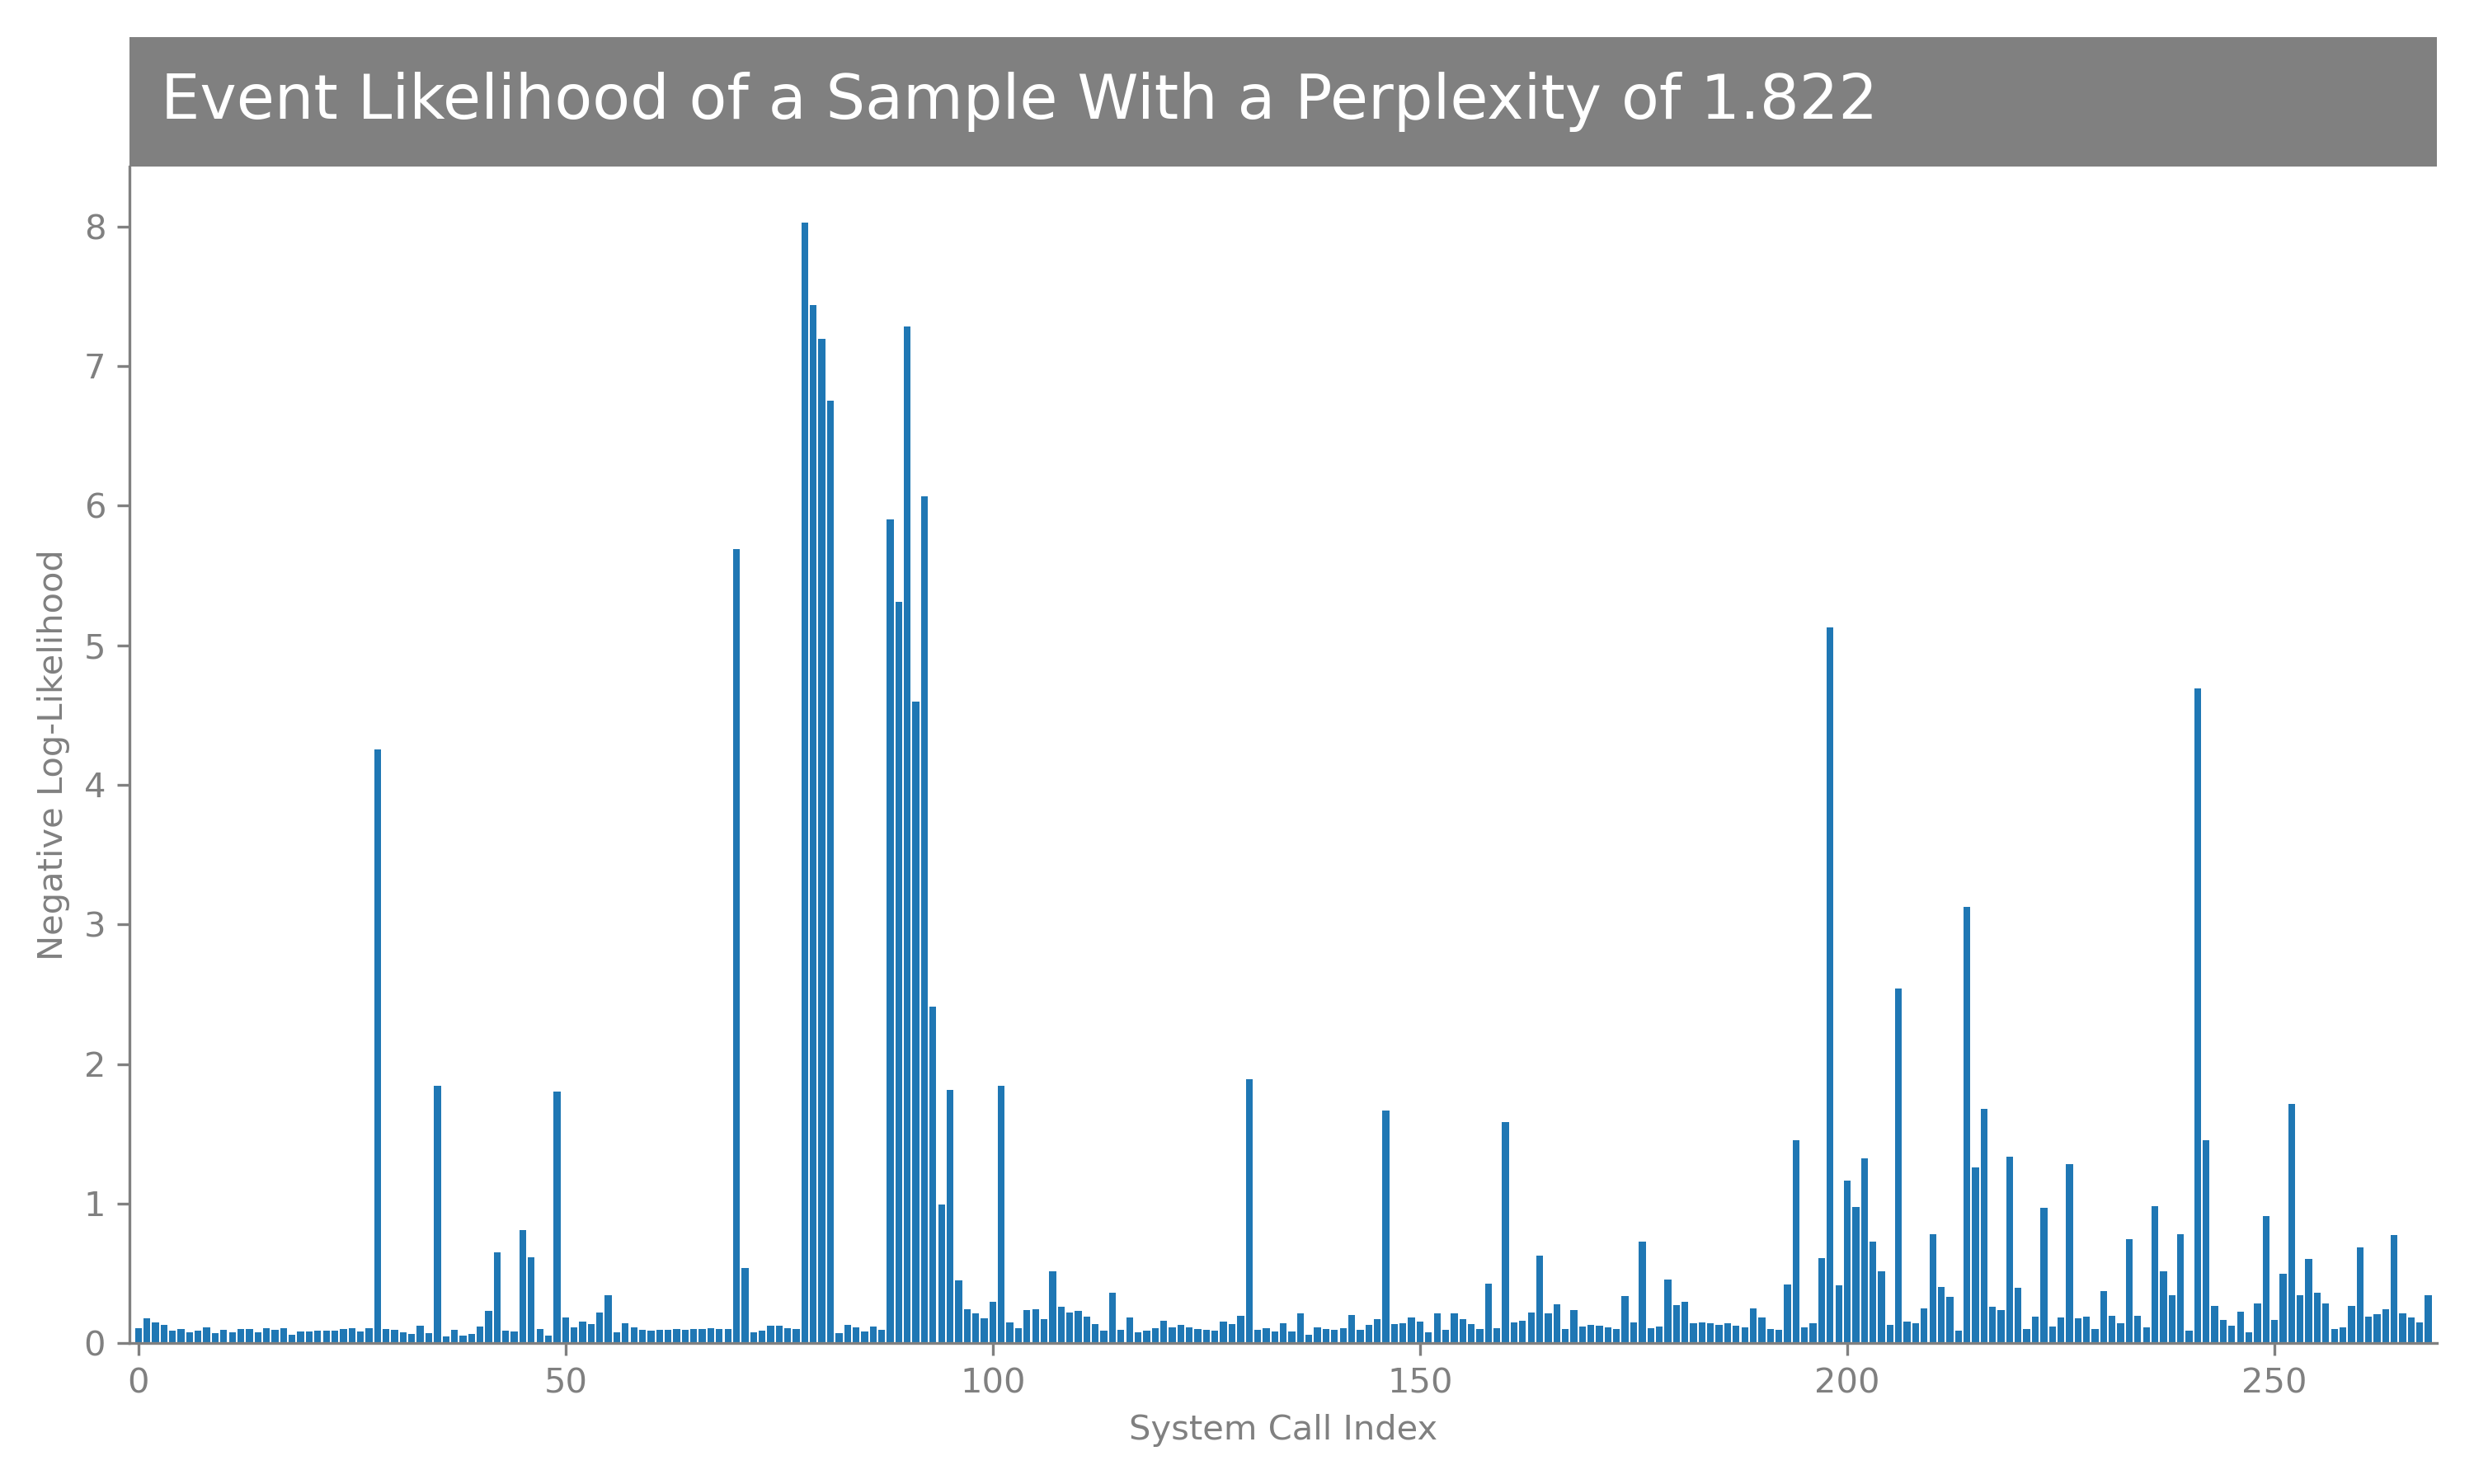 Event Likelihood of a Sample With a Perplexity of 1.822
Negative Log-Likelihood
8
7
6
5
4
3
2
1
0
0 50 100 150 200 250
System Call Index